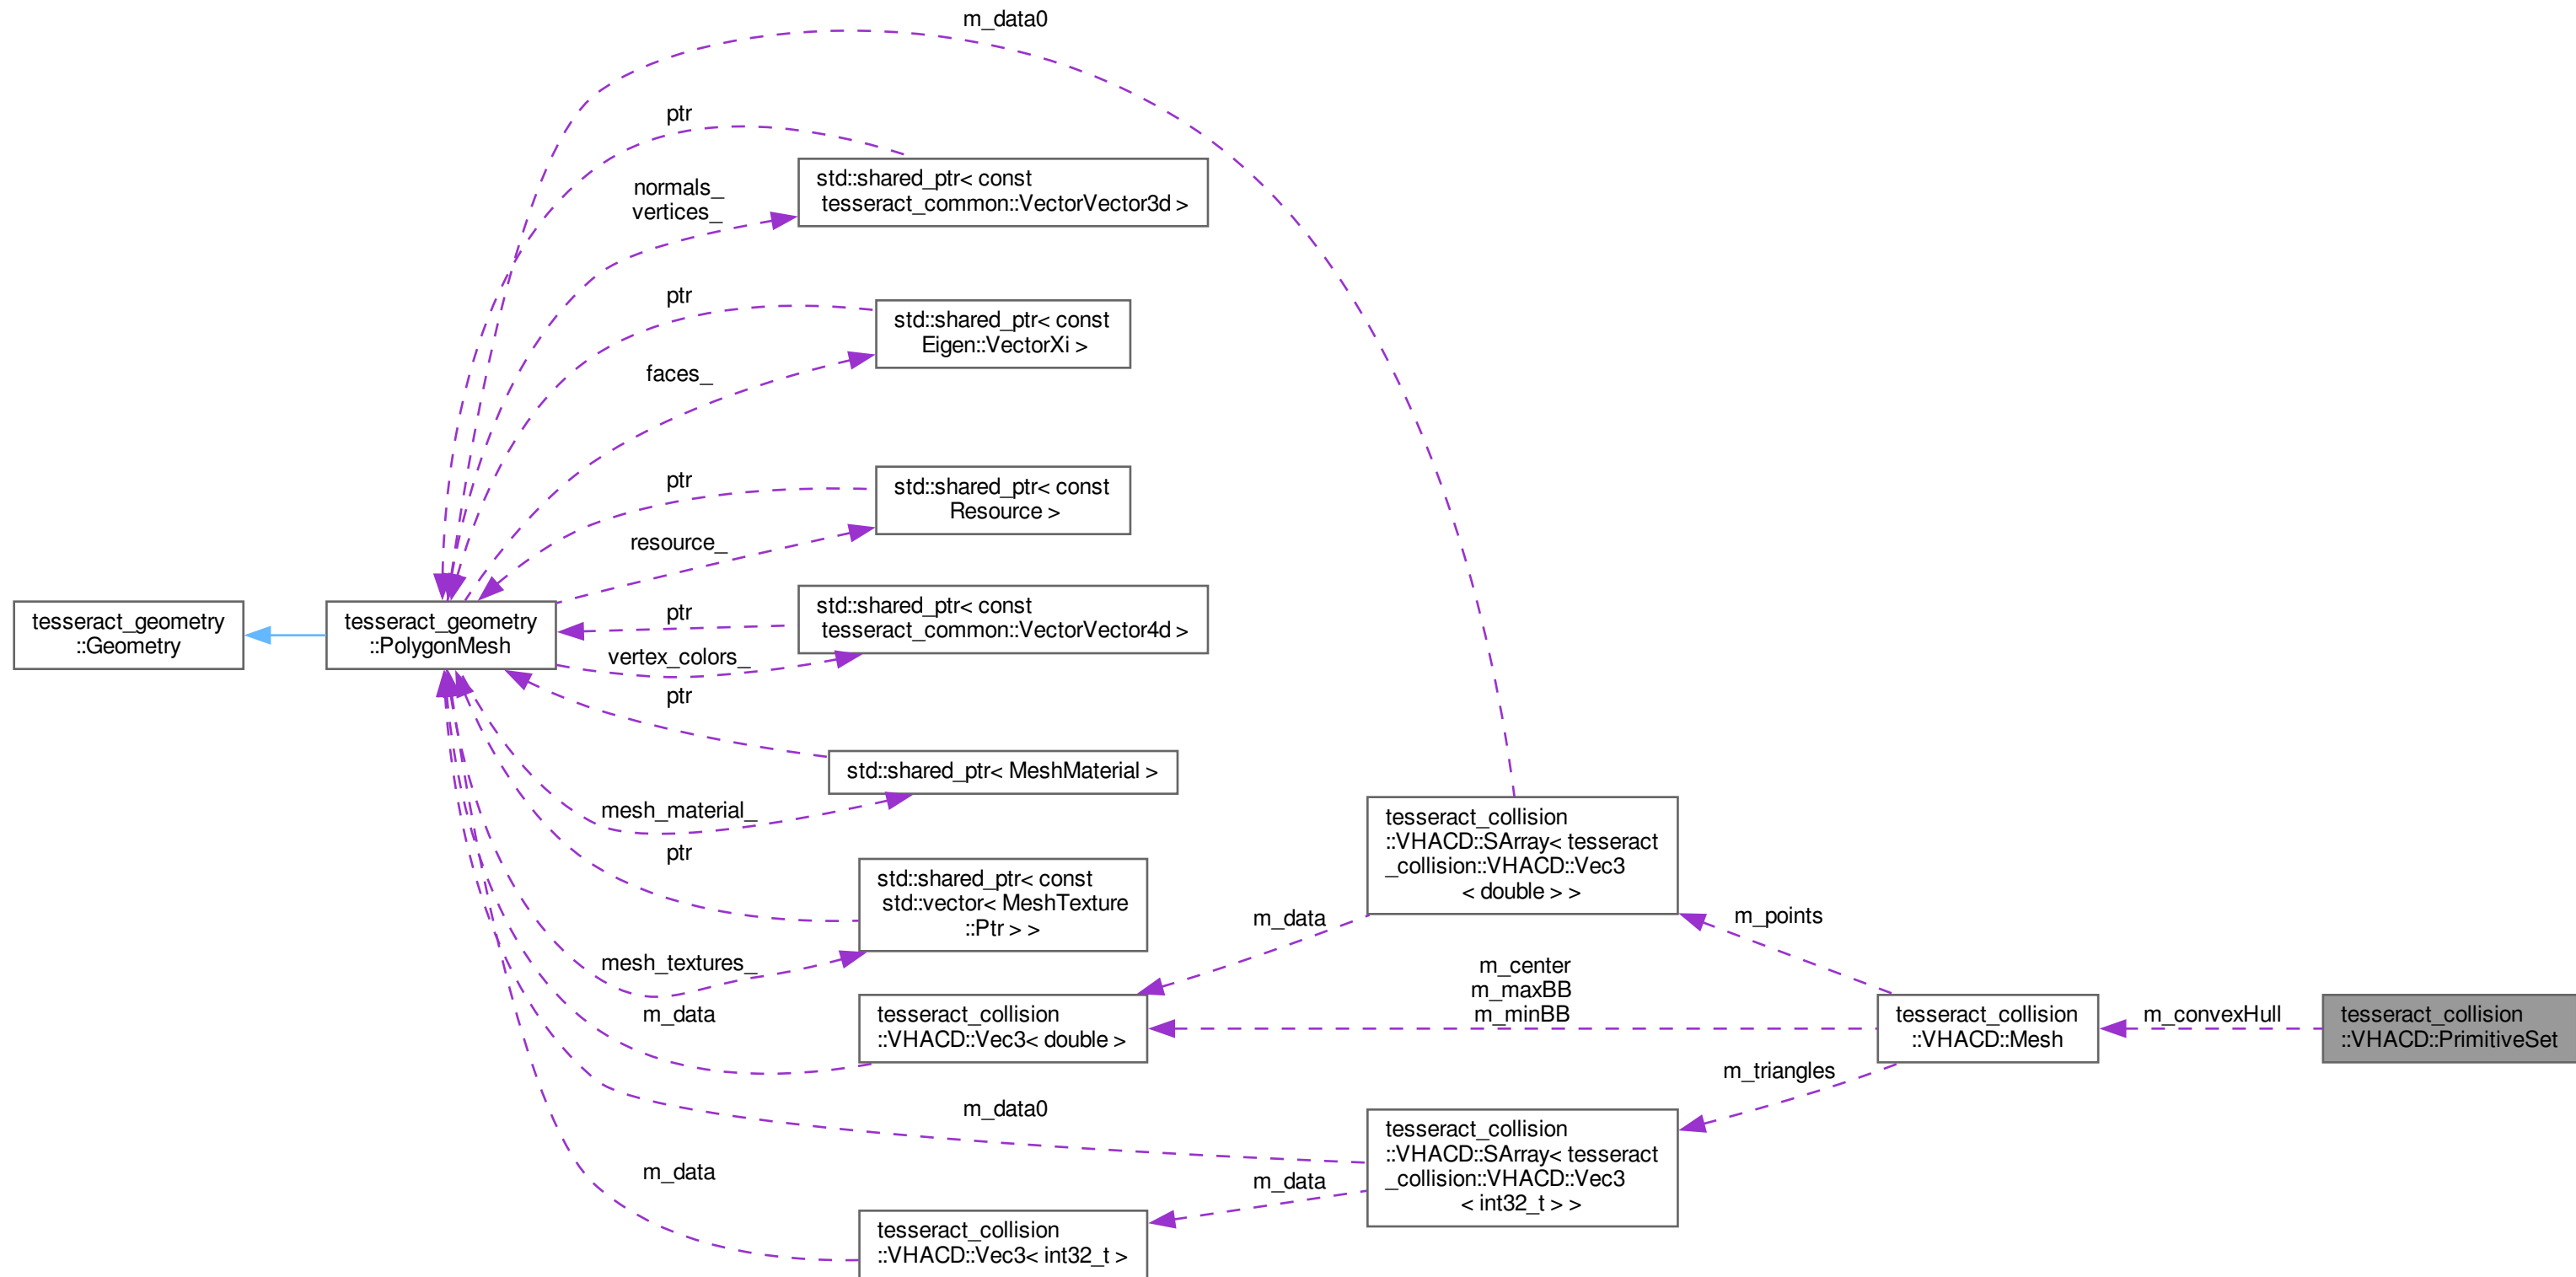 m_data0
ptr
std::shared_ptr< const
tesseract_common::VectorVector3d >
normals_
vertices_
ptr
std::shared_ptr< const
Eigen::VectorXi >
faces_
ptr
std::shared_ptr< const
Resource >
resource_
tesseract_geometry
::Geometry
tesseract_geometry
::PolygonMesh
ptr
std::shared_ptr< const
tesseract_common::VectorVector4d >
vertex_colors_
ptr
std::shared_ptr< MeshMaterial >
mesh_material_
ptr
std::shared_ptr< const
std::vector< MeshTexture
::Ptr > >
mesh_textures_
m_data
tesseract_collision
::VHACD::Vec3< double >
tesseract_collision
::VHACD::SArray< tesseract
_collision::VHACD::Vec3
< double > >
m_data
m_points
m_center
m_maxBB
m_minBB
tesseract_collision
::VHACD::Mesh
m_convexHull
tesseract_collision
::VHACD::PrimitiveSet
m_triangles
m_data0
tesseract_collision
::VHACD::SArray< tesseract
_collision::VHACD::Vec3
< int32_t > >
m_data
m_data
tesseract_collision
::VHACD::Vec3< int32_t >